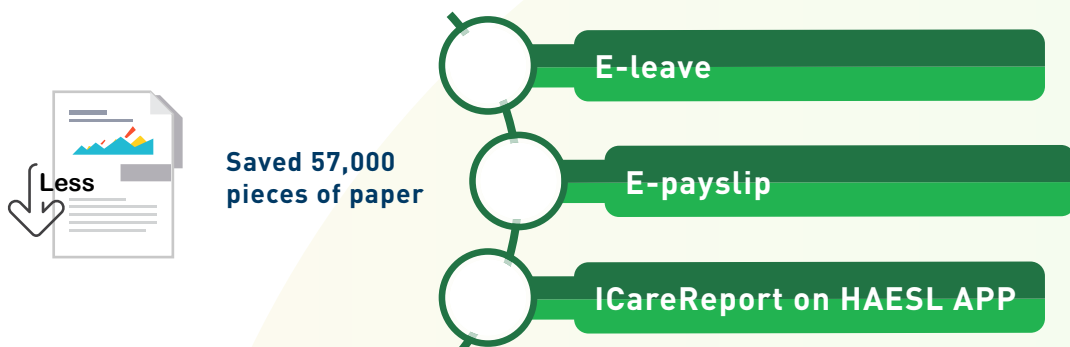 Less
Saved 57,000
pieces of paper
E-leave
E-payslip
ICareReport on HAESL APP